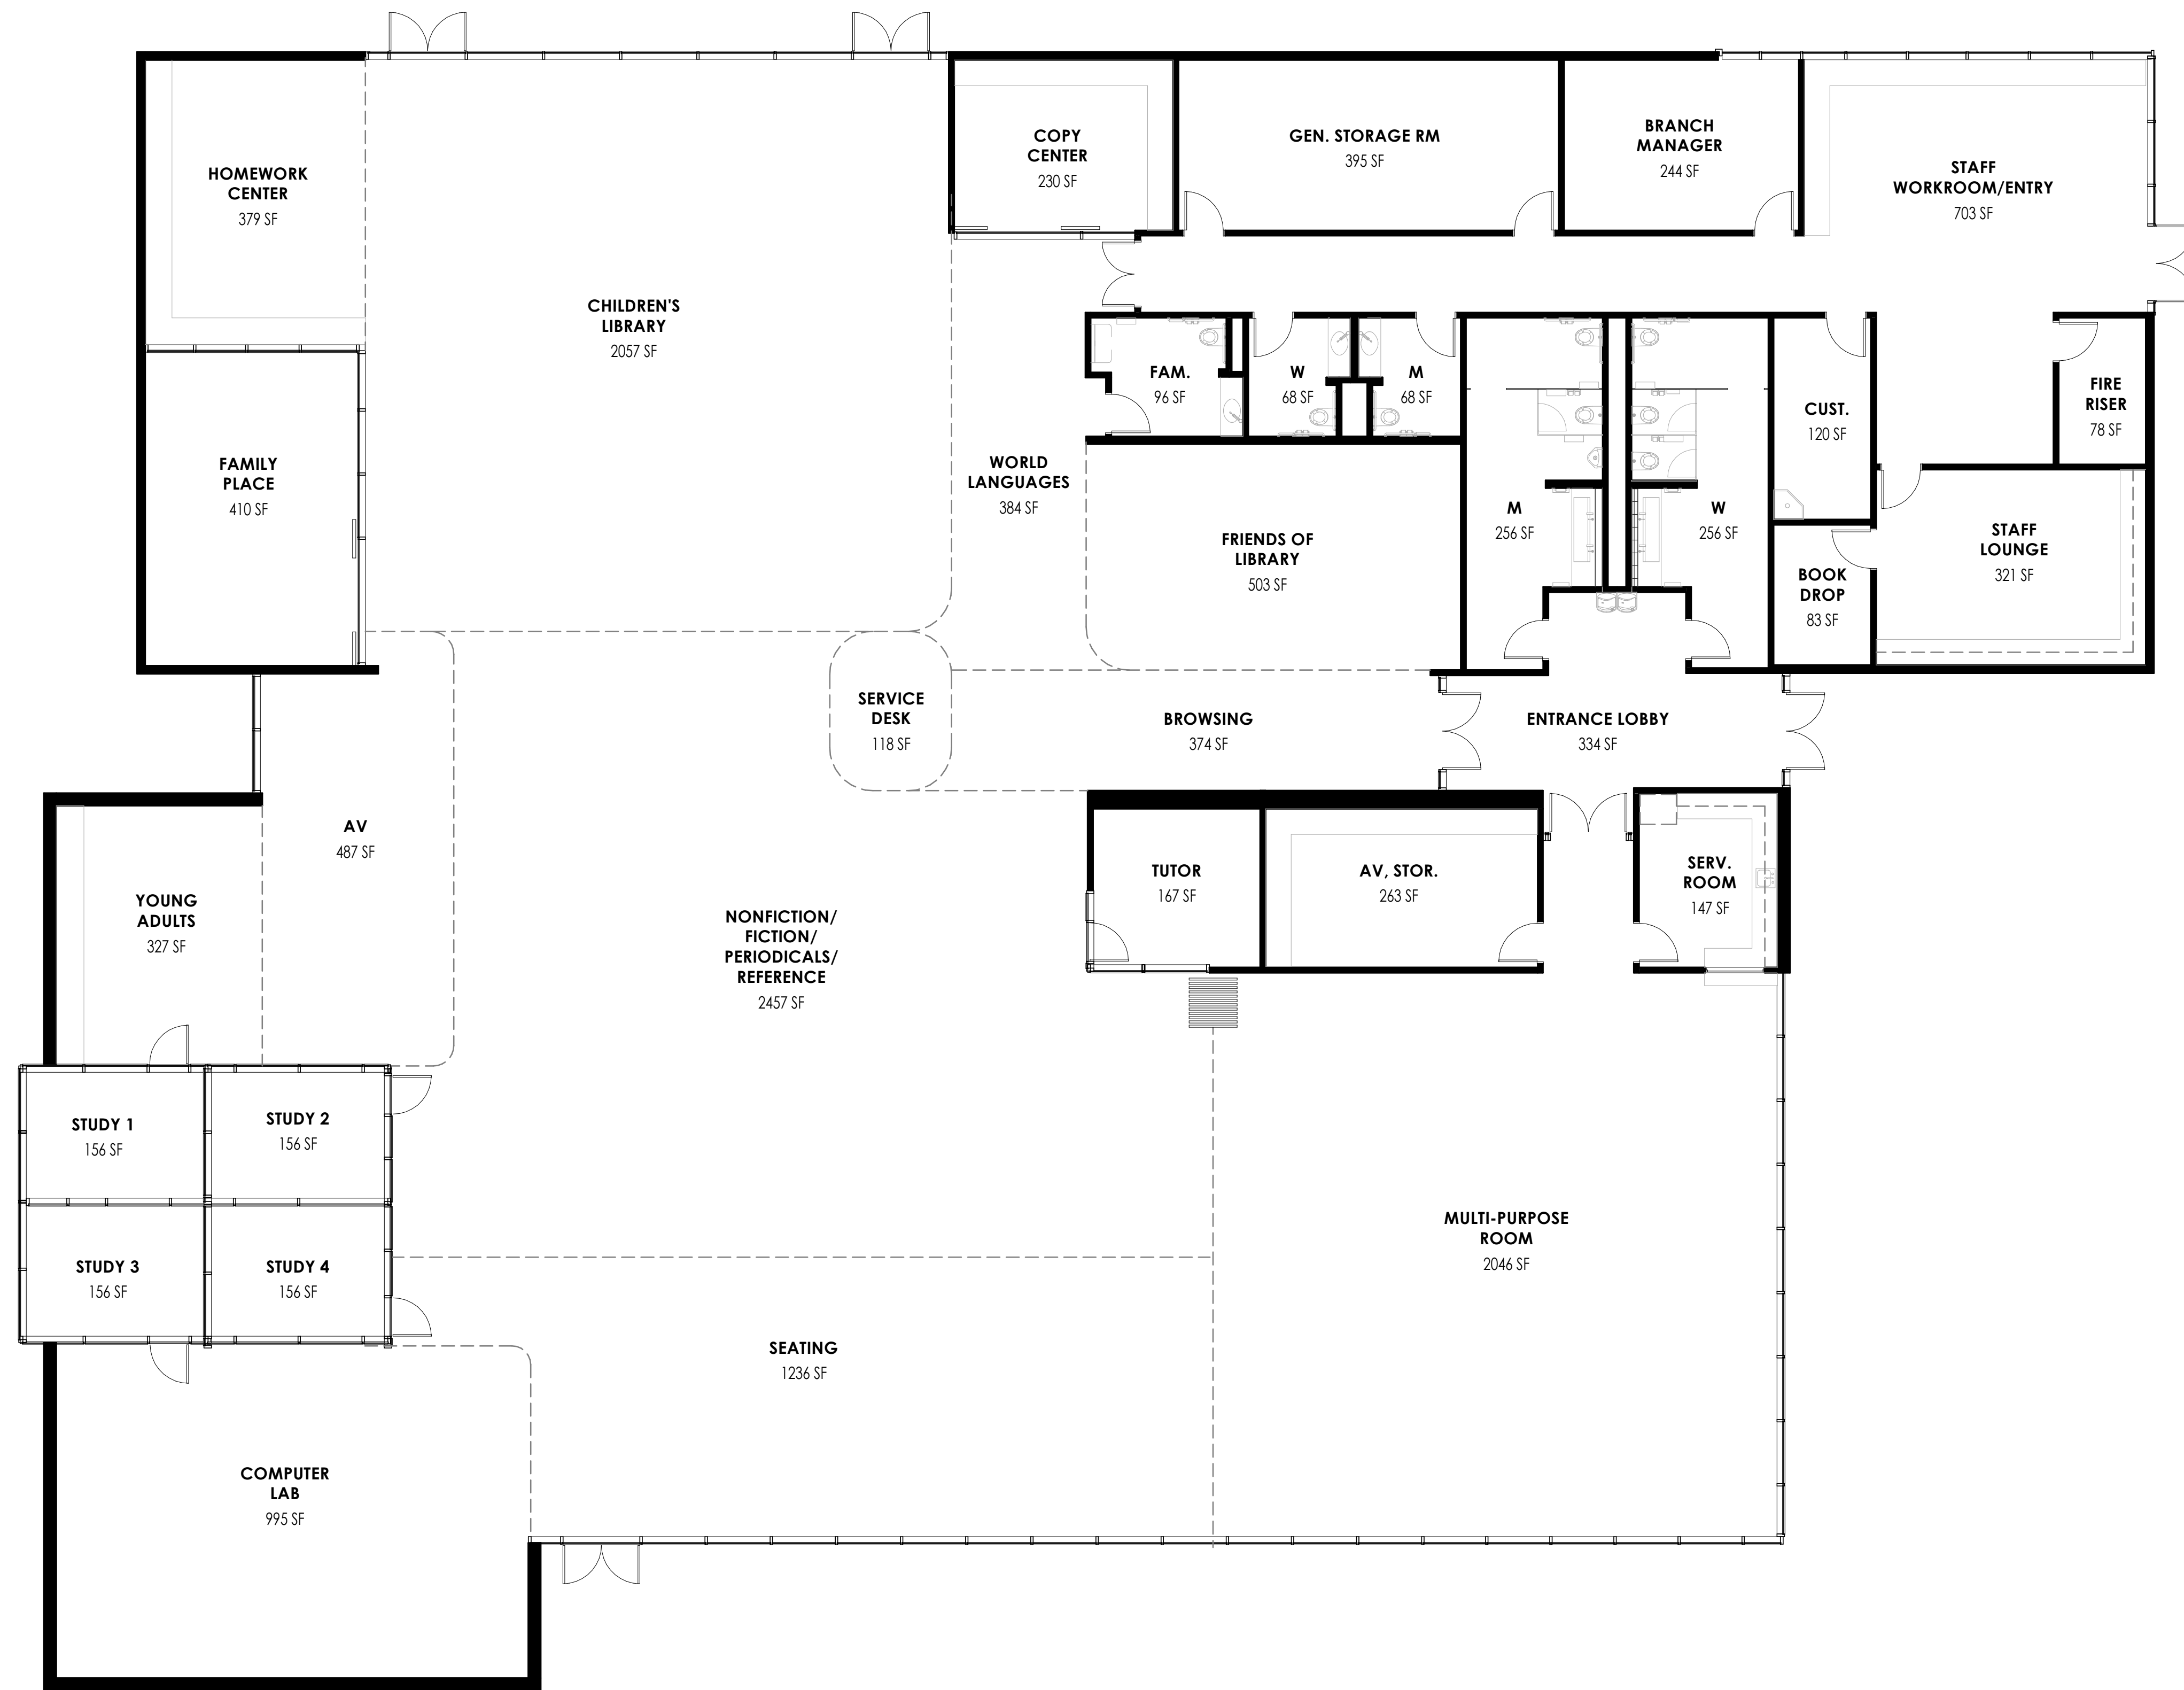 COPY
CENTER
230 SF
GEN. STORAGE RM
395 SF
BRANCH
MANAGER
244 SF
STAFF
WORKROOM/ENTRY
703 SF
HOMEWORK
CENTER
379 SF
CHILDREN'S
LIBRARY
2057 SF
FAM.
96 SF
W
68 SF
M
68 SF
CUST.
120 SF
FIRE
RISER
78 SF
FAMILY
PLACE
410 SF
WORLD
LANGUAGES
384 SF
FRIENDS OF
LIBRARY
503 SF
M
256 SF
W
256 SF
BOOK
DROP
83 SF
STAFF
LOUNGE
321 SF
SERVICE
DESK
118 SF
BROWSING
374 SF
ENTRANCE LOBBY
334 SF
AV
487 SF
YOUNG
ADULTS
327 SF
NONFICTION/
FICTION/
PERIODICALS/
REFERENCE
2457 SF
TUTOR
167 SF
AV, STOR.
263 SF
SERV.
ROOM
147 SF
STUDY 1
156 SF
STUDY 2
156 SF
STUDY 3
156 SF
STUDY 4
156 SF
MULTI-PURPOSE
ROOM
2046 SF
SEATING
1236 SF
COMPUTER
LAB
995 SF